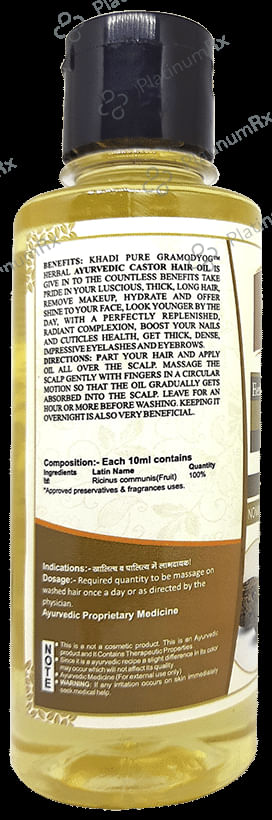 BENEFITS: KHADI PURE GRAMODYOG™
HERBAL AYURVEDIC CASTOR HAIR OIL IS
GIVE IN TO THE COUNTLESS BENEFITS TAKE
PRIDE IN YOUR LUSCIOUS, THICK, LONG HAIR,
REMOVE MAKEUP, HYDRATE AND OFFER
SHINE TO YOUR FACE, LOOK YOUNGER BY THE
DAY, WITH A PERFECTLY REPLENISHED,
RADIANT COMPLEXION, BOOST YOUR NAILS
AND CUTICLES HEALTH, GET THICK, DENSE,
IMPRESSIVE EYELASHES AND EYEBROWS.
DIRECTIONS: PART YOUR HAIR AND APPLY
OIL ALL OVER THE SCALP. MASSAGE THE
SCALP GENTLY WITH FINGERS IN A CIRCULAR
MOTION SO THAT THE OIL GRADUALLY GETS
ABSORBED INTO THE SCALP. LEAVE FOR AN
HOUR OR MORE BEFORE WASHING. KEEPING IT
OVERNIGHT IS ALSO VERY BENEFICIAL.
Composition:- Each 10ml contains
Ingredients Latin Name Quantity
Ricinus communis(Fruit) 100%
*Approved preservatives & fragrances uses.
Indications:- खालित्य व पालित्य में लाभदायक!
Dosage:- Required quantity to be massage on
washed hair once a day or as directed by the
physician.
Ayurvedic Proprietary Medicine
NOTE
This is a not a cosmetic product. This is an Ayurvedic
product and It Contains Therapeutic Properties.
Since it is a ayurvedic recipe a slight difference in its color
may occur which will not affect its quality
Ayurvedic Medicine (For external use only)
WARNING: If any irritation occurs on skin immediately
seek medical help.
PlatinumRx
PlatinumRx
PlatinumRx
PlatinumRx